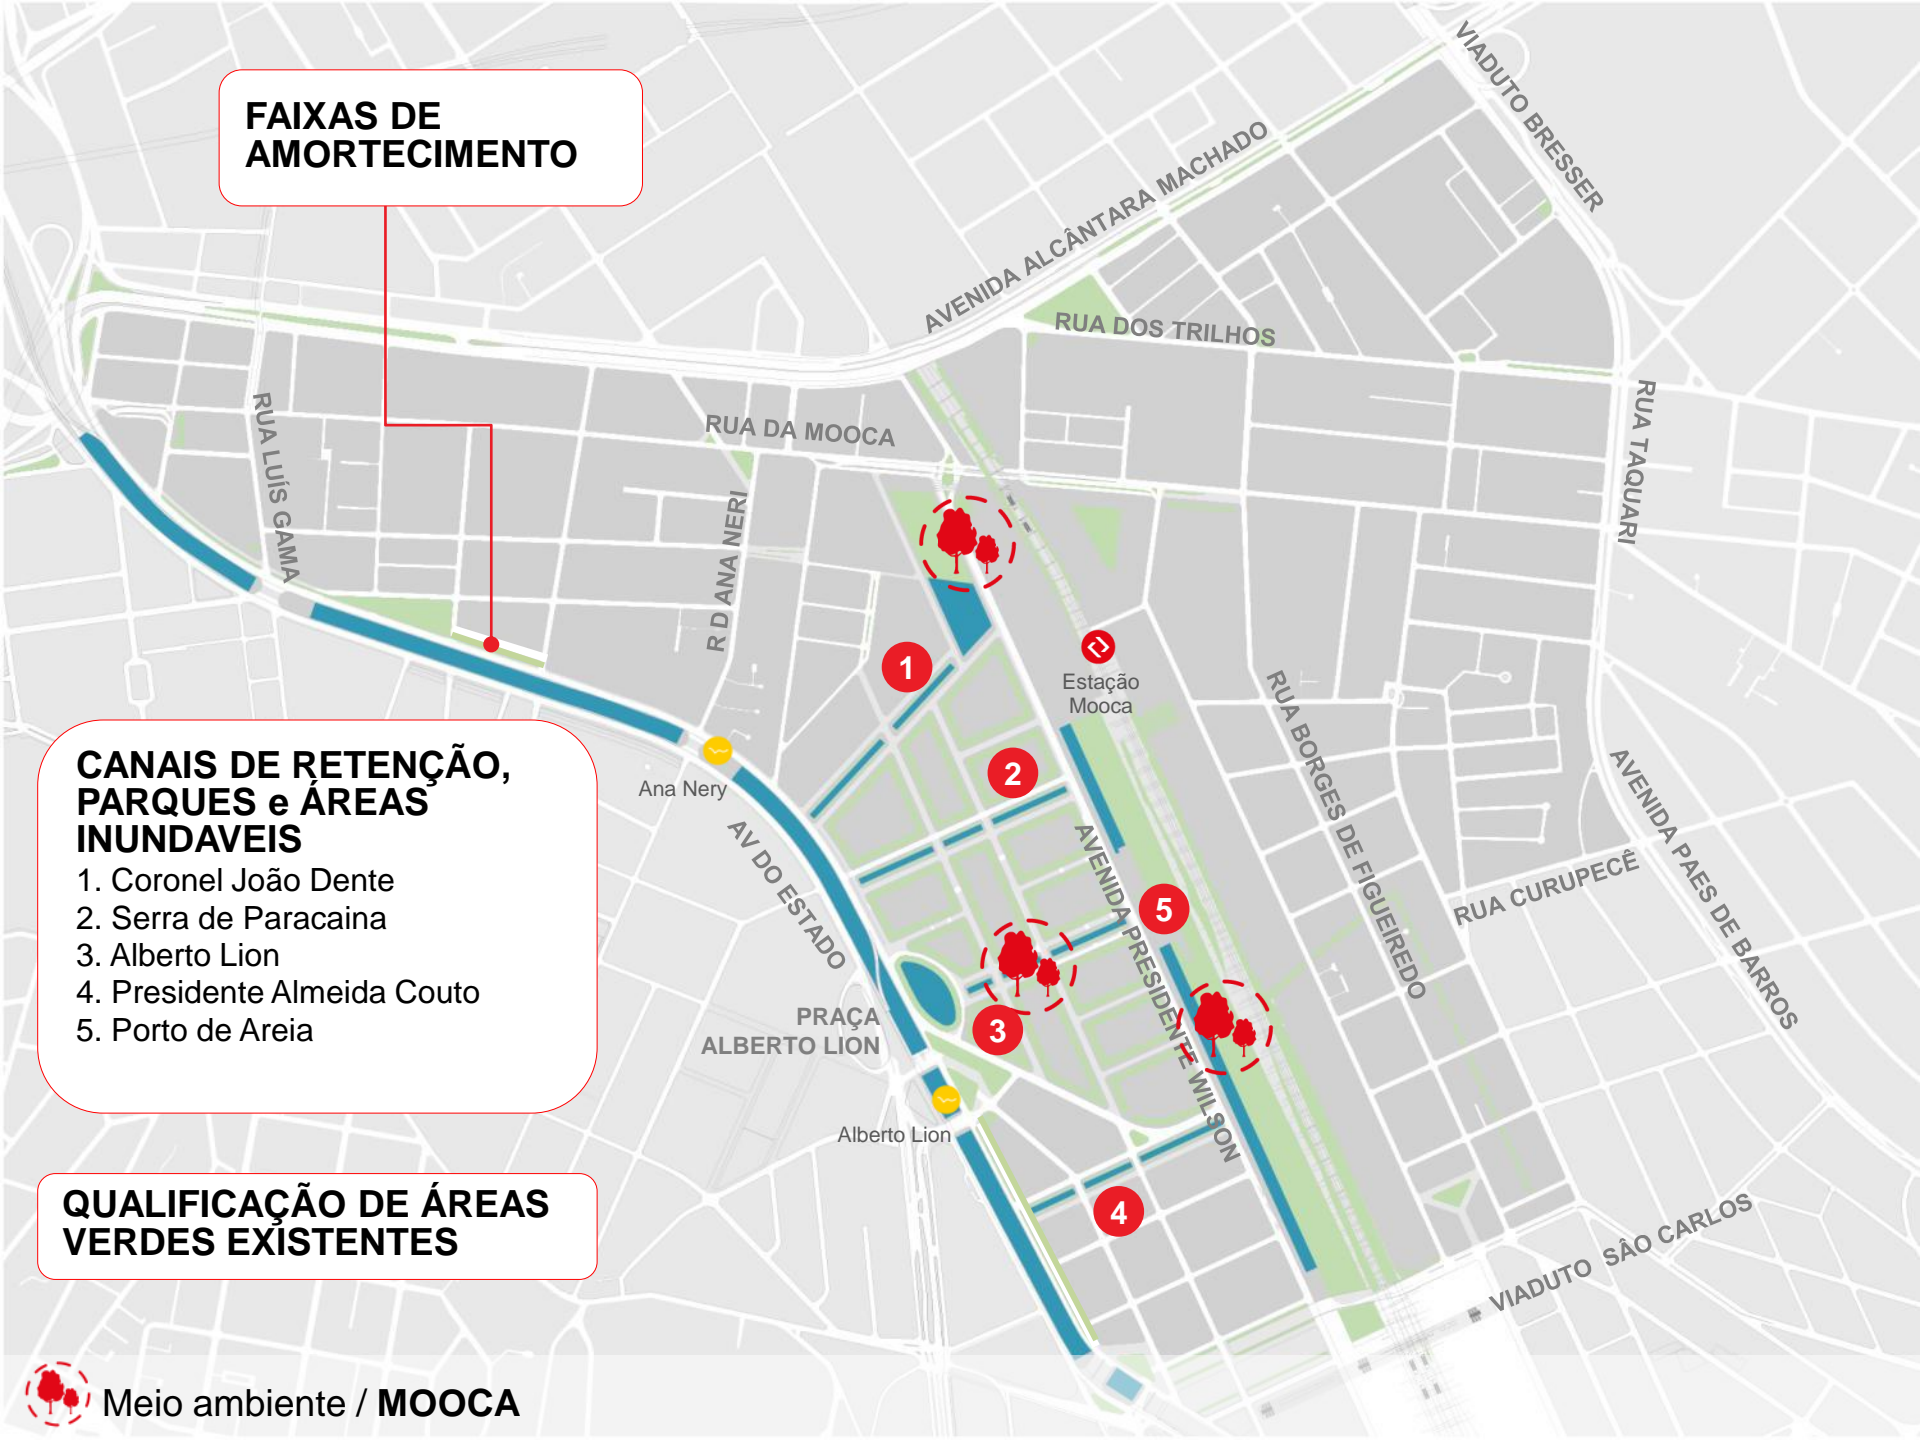 FAIXAS DE
AMORTECIMENTO
VIADUTO BRESSER
AVENIDA ALCÂNTARA MACHADO
RUA DOS TRILHOS
RUA LUÍS GAMA
RUA DA MOOCA
RUA TAQUARI
R D ANA NERI
1
Estação
Mooca
RUA BORGES DE FIGUEIREDO
2
CANAIS DE RETENÇÃO,
PARQUES e ÁREAS
INUNDAVEIS
1. Coronel João Dente
2. Serra de Paracaina
3. Alberto Lion
4. Presidente Almeida Couto
5. Porto de Areia
Ana Nery
AV DO ESTADO
AVENIDA PRESIDENTE WILSON
5
RUA CURUPECÊ
AVENIDA PAES DE BARROS
PRAÇA
ALBERTO LION
3
Alberto Lion
4
VIADUTO SÂO CARLOS
QUALIFICAÇÃO DE ÁREAS
VERDES EXISTENTES
Meio ambiente / MOOCA